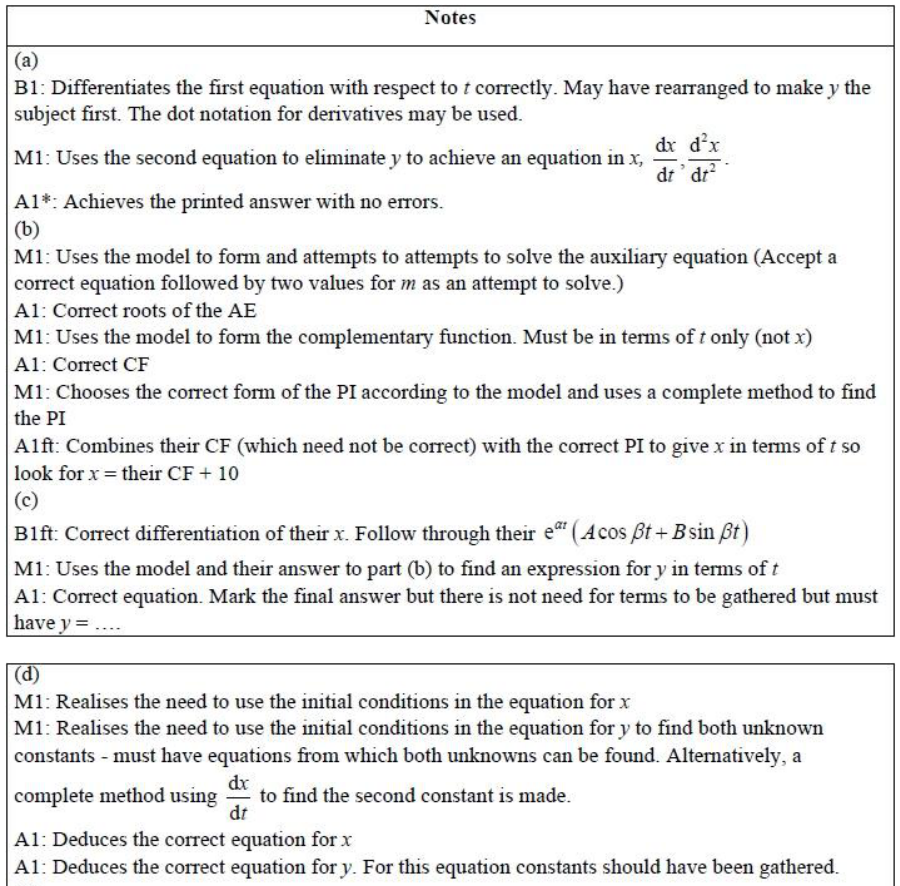 Notes
(a)
B1: Differentiates the first equation with respect to t correctly. May have rearranged to make y the
subject first. The dot notation for derivatives may be used.
M1: Uses the second equation to eliminate y to achieve an equation in x, dx/dt, d²x/dt².
A1*: Achieves the printed answer with no errors.
(b)
M1: Uses the model to form and attempts to attempts to solve the auxiliary equation (Accept a
correct equation followed by two values for m as an attempt to solve.)
A1: Correct roots of the AE
M1: Uses the model to form the complementary function. Must be in terms of t only (not x)
A1: Correct CF
M1: Chooses the correct form of the PI according to the model and uses a complete method to find
the PI
A1ft: Combines their CF (which need not be correct) with the correct PI to give x in terms of t so
look for x = their CF + 10
(c)
B1ft: Correct differentiation of their x. Follow through their e^αt (A cos βt + B sin βt)
M1: Uses the model and their answer to part (b) to find an expression for y in terms of t
A1: Correct equation. Mark the final answer but there is not need for terms to be gathered but must
have y = ….
(d)
M1: Realises the need to use the initial conditions in the equation for x
M1: Realises the need to use the initial conditions in the equation for y to find both unknown
constants - must have equations from which both unknowns can be found. Alternatively, a
complete method using dx/dt to find the second constant is made.
A1: Deduces the correct equation for x
A1: Deduces the correct equation for y. For this equation constants should have been gathered.